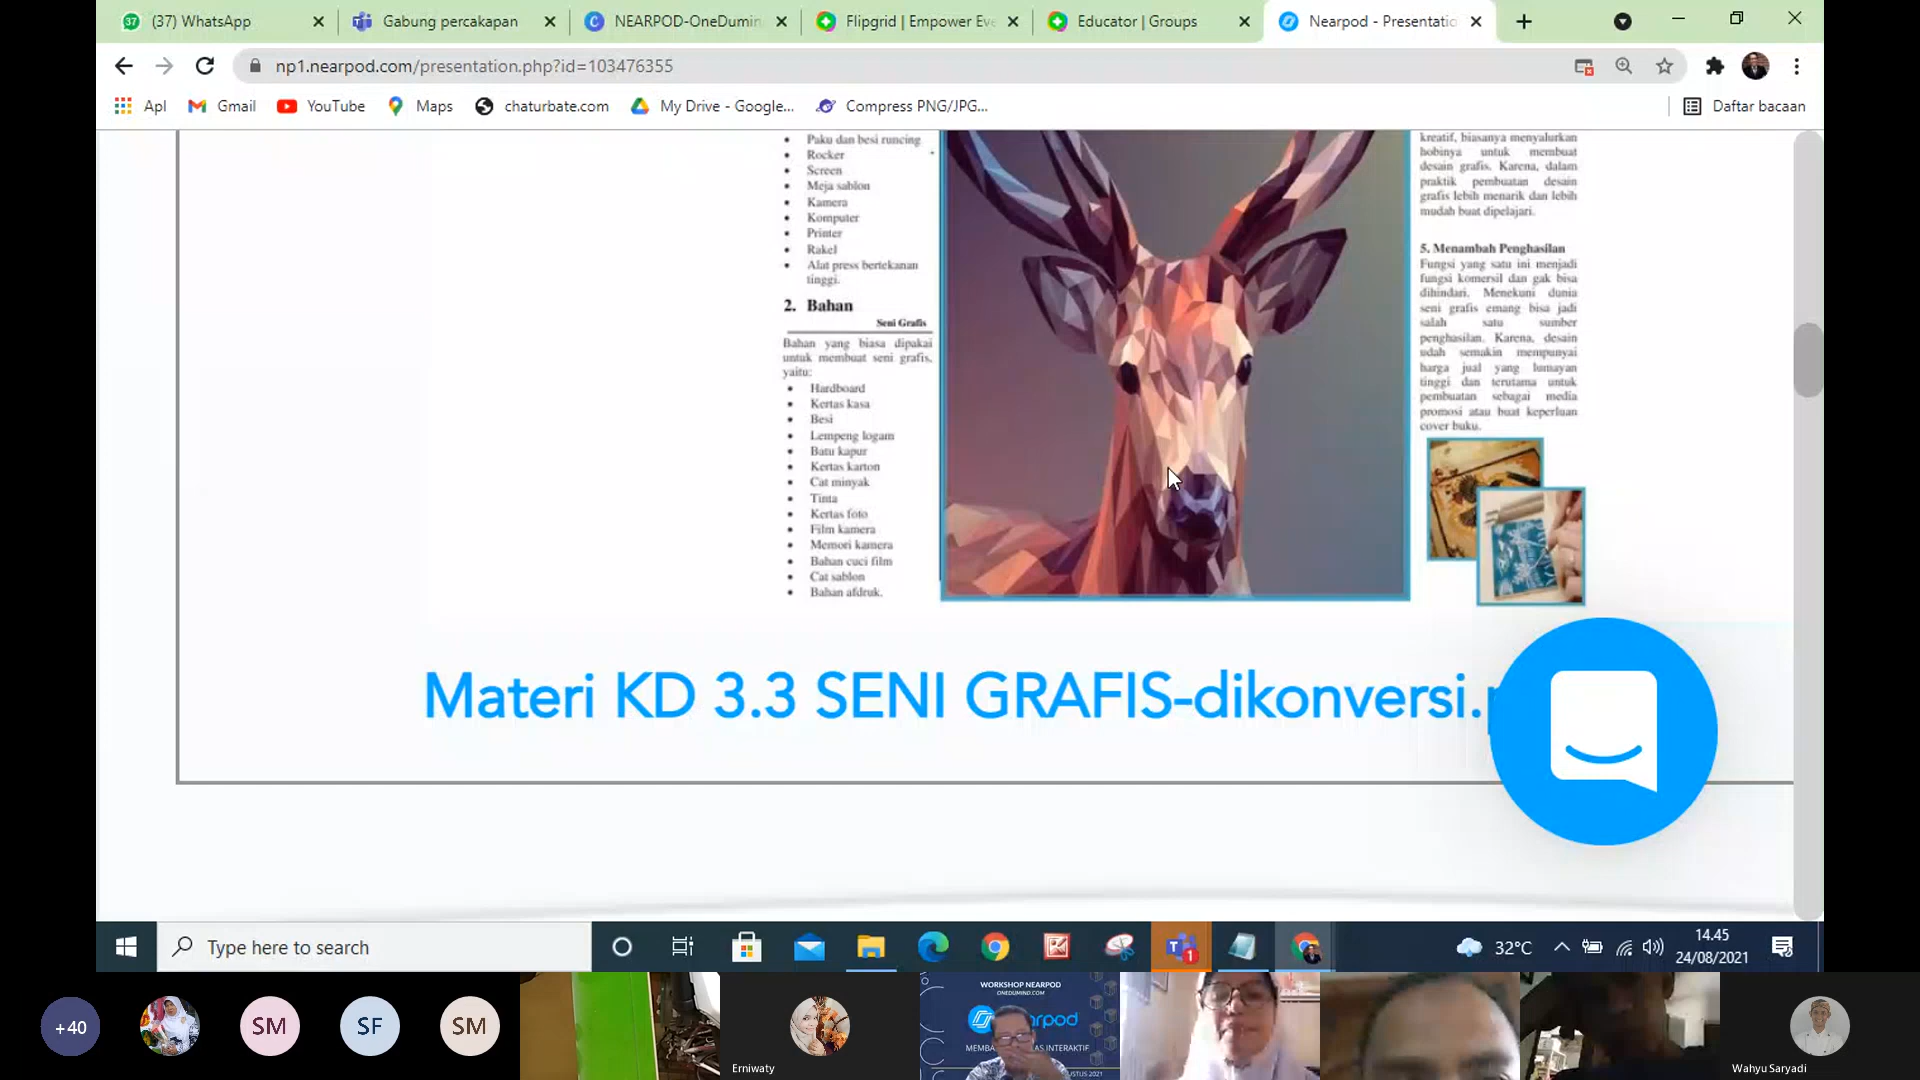 (37) WhatsApp
Gabung percakapan
NEARPOD-OneDumin
Flipgrid | Empower Eve
Educator | Groups
Nearpod - Presentatio
np1.nearpod.com/presentation.php?id=103476355
Apl
Gmail
YouTube
Maps
chaturbate.com
My Drive - Google...
Compress PNG/JPG...
Daftar bacaan
Paku dan besi runcing
Rocker
Screen
Meja sablon
Kamera
Komputer
Printer
Rakel
Alat press bertekanan
tinggi.
2. Bahan
Seni Grafis
Bahan yang biasa dipakai
untuk membuat seni grafis,
yaitu:
Hardboard
Kertas kasa
Besi
Lempeng logam
Batu kapur
Kertas karton
Cat minyak
Tinta
Kertas foto
Film kamera
Memori kamera
Bahan cuci film
Cat sablon
Bahan afdruk.
kreatif, biasanya menyalurkan
hobinya untuk membuat
desain grafis. Karena, dalam
praktik pembuatan desain
grafis lebih menarik dan lebih
mudah buat dipelajari.
5. Menambah Penghasilan
Fungsi yang satu ini menjadi
fungsi komersil dan gak bisa
dihindari. Menekuni dunia
seni grafis emang bisa jadi
salah satu sumber
penghasilan. Karena, desain
udah semakin mempunyai
harga jual yang lumayan
tinggi dan terutama untuk
pembuatan sebagai media
promosi atau buat keperluan
cover buku.
Materi KD 3.3 SENI GRAFIS-dikonversi.
Type here to search
1
32°C
14.45
24/08/2021
+40
SM
SF
SM
Erniwaty
WORKSHOP NEARPOD
ONEDUMIND.COM
Wahyu Saryadi